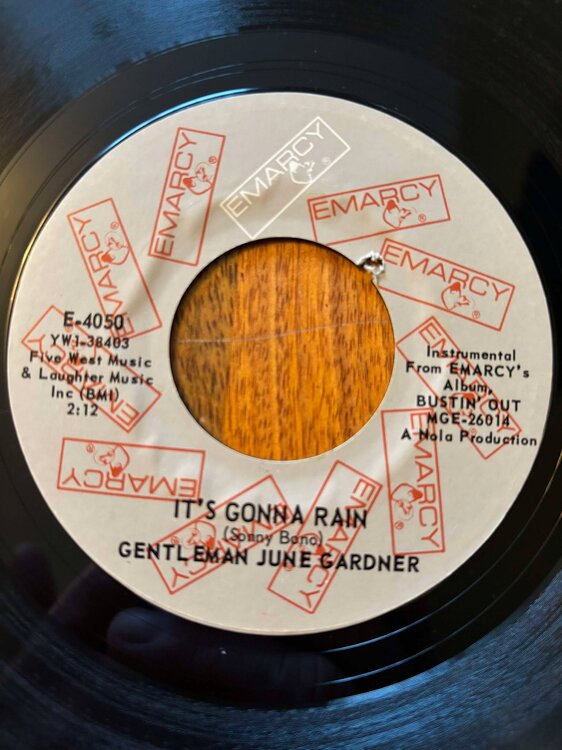 EMARCY®
EMARCY®
EMARCY®
EMARCY®
EMARCY®
EMARCY
EMARCY
EMARCY
EMARCY
EMARCY
EMARCY
EMARCY
E-4050
YW1-38403
Five West Music
& Laughter Music
Inc (BMI)
2:12
Instrumental
From EMARCY's
Album,
BUSTIN' OUT
MGE-26014
A Nola Production
IT'S GONNA RAIN
(Sonny Bono)
GENTLEMAN JUNE GARDNER